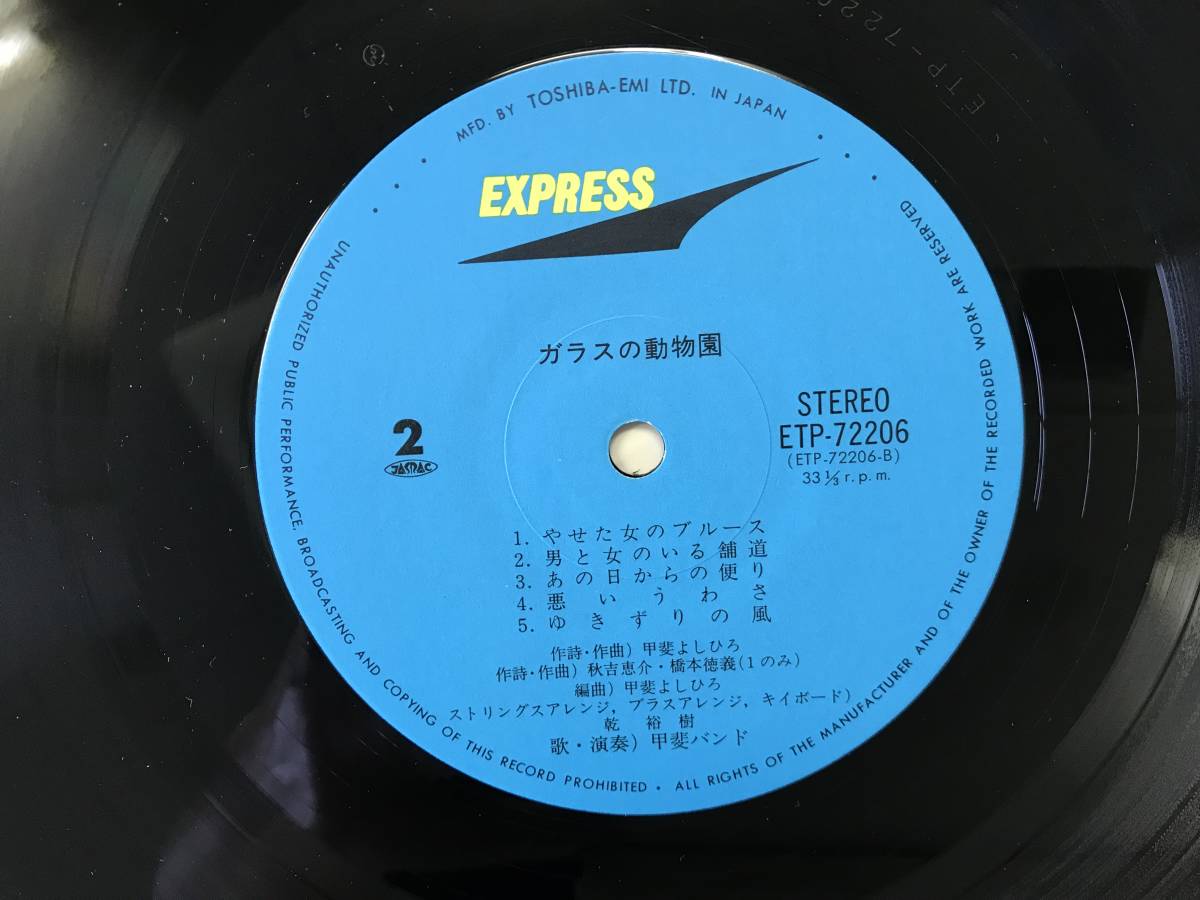 ETP-7220
MFD. BY TOSHIBA-EMI LTD. IN JAPAN
EXPRESS
ガラスの動物園
2
JASRAC
STEREO
ETP-72206
(ETP-72206-B)
33 1/3 r.p.m.
1. やせた女のブルース
2. 男と女のいる舗道
3. あの日からの便り
4. 悪いうわさ
5. ゆきずりの風
作詩・作曲) 甲斐よしひろ
作詩・作曲) 秋吉恵介・橋本徳義(1のみ)
編曲) 甲斐よしひろ
ストリングスアレンジ, ブラスアレンジ, キイボード)
乾 裕樹
歌・演奏) 甲斐バンド
UNAUTHORIZED PUBLIC PERFORMANCE, BROADCASTING AND COPYING OF THIS RECORD PROHIBITED • ALL RIGHTS OF THE MANUFACTURER AND OF THE OWNER OF THE RECORDED WORK ARE RESERVED